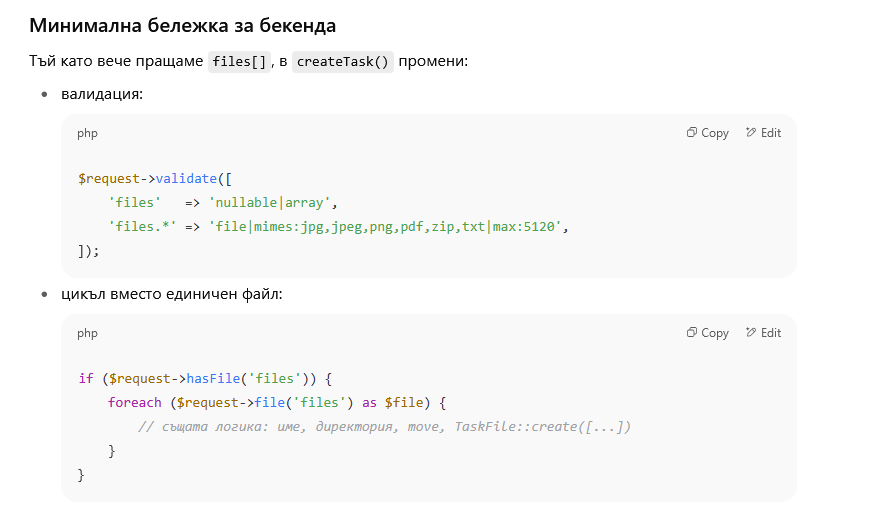 Минимална бележка за бекенда
Тъй като вече пращаме files[], в createTask() промени:
• валидация:
php Copy Edit
$request->validate([
    'files'   => 'nullable|array',
    'files.*' => 'file|mimes:jpg,jpeg,png,pdf,zip,txt|max:5120',
]);
• цикъл вместо единичен файл:
php Copy Edit
if ($request->hasFile('files')) {
    foreach ($request->file('files') as $file) {
        // същата логика: име, директория, move, TaskFile::create([...])
    }
}